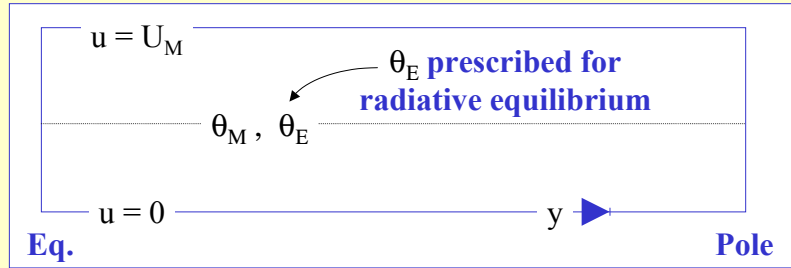 u = U_M
θ_E prescribed for
radiative equilibrium
θ_M , θ_E
u = 0
y
Eq.
Pole